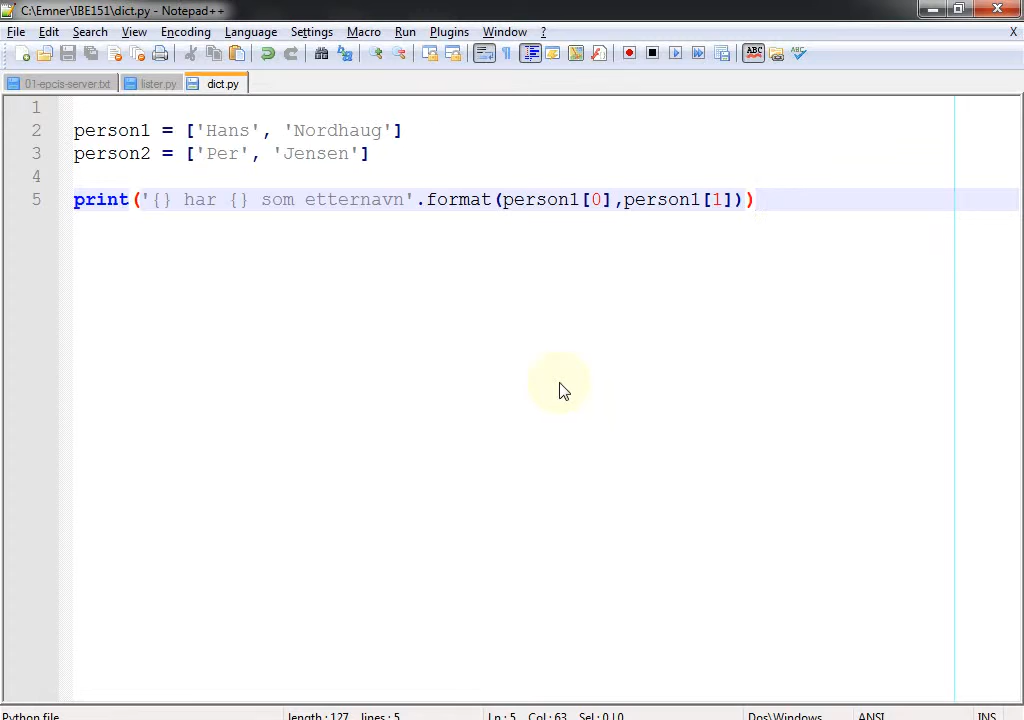 C:\Emner\IBE151\dict.py - Notepad++
File Edit Search View Encoding Language Settings Macro Run Plugins Window ? X
01-epcis-server.txt lister.py dict.py
1
2 person1 = ['Hans', 'Nordhaug']
3 person2 = ['Per', 'Jensen']
4
5 print('{} har {} som etternavn'.format(person1[0],person1[1]))
Python file length : 127 lines : 5 Ln : 5 Col : 63 Sel : 0 | 0 Dos\Windows ANSI INS